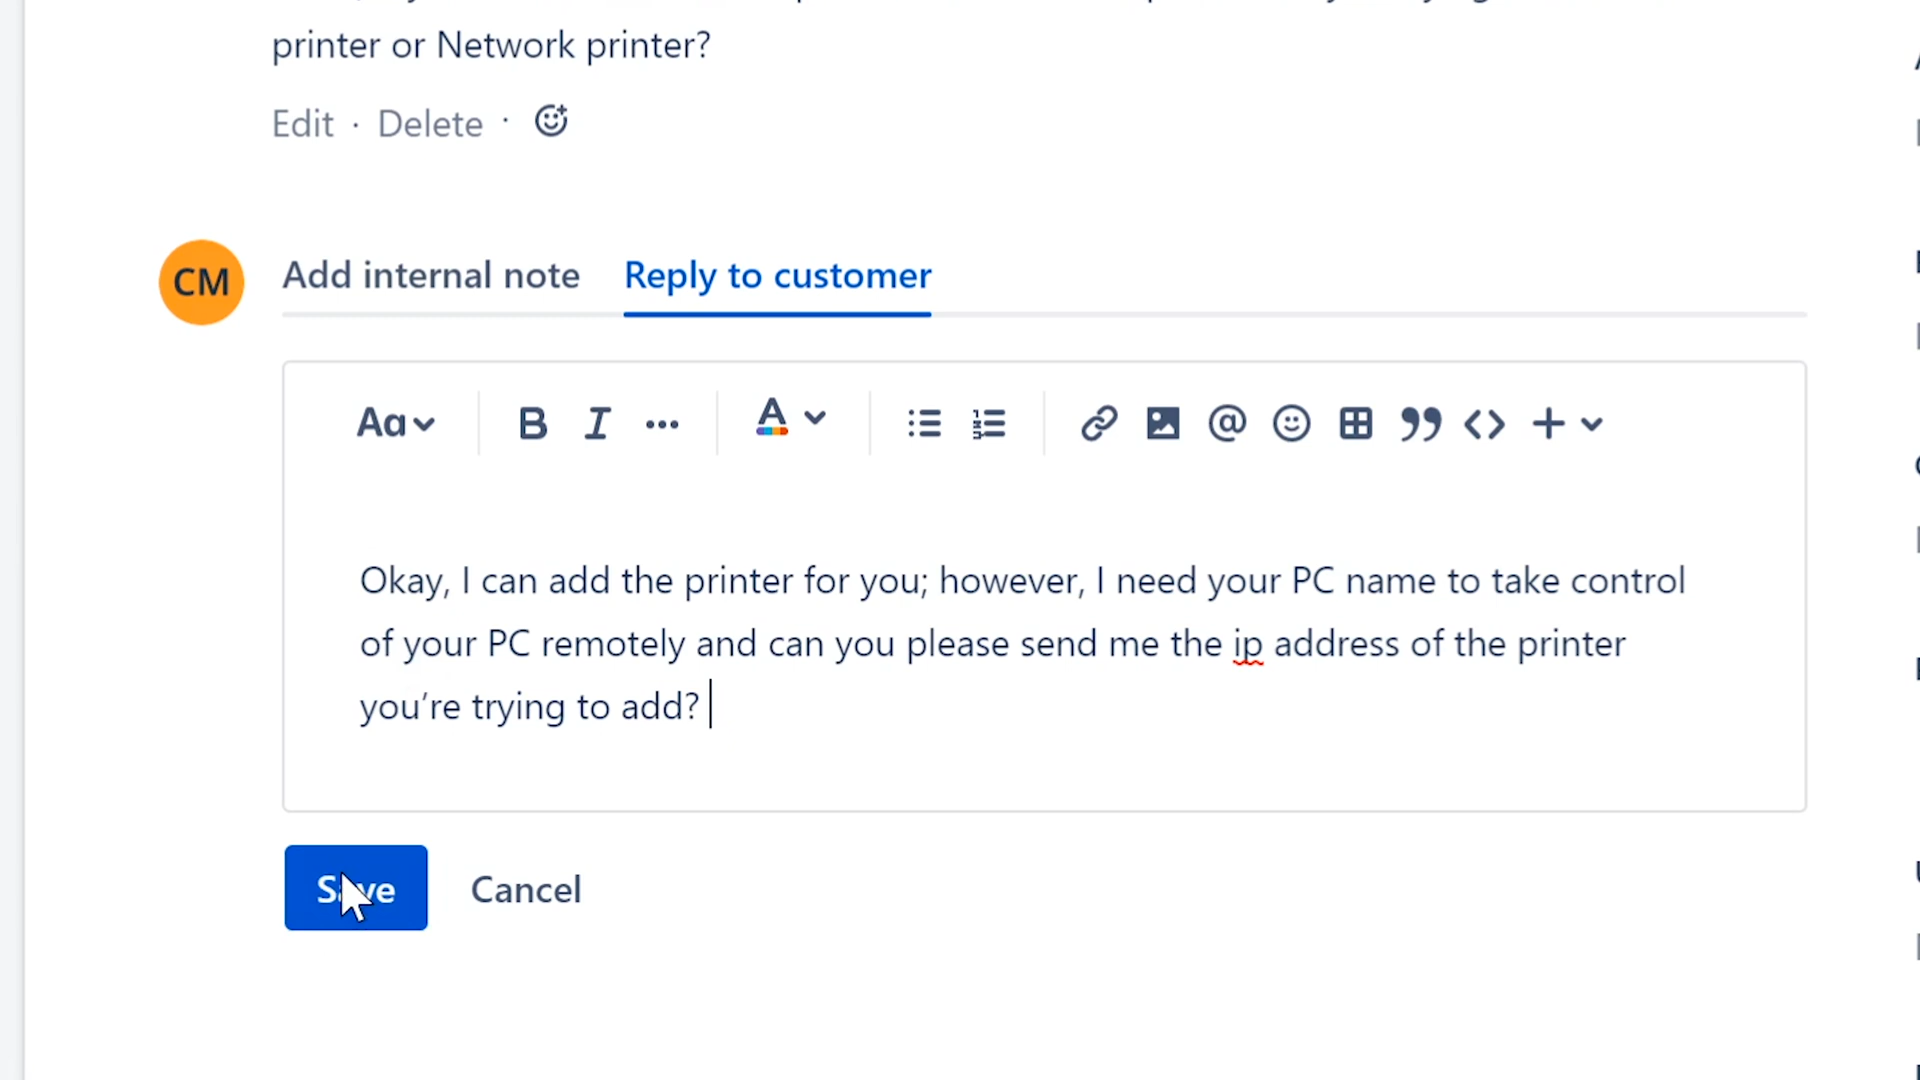 printer or Network printer?
Edit · Delete ·
CM
Add internal note Reply to customer
Aa B I ... A
Okay, I can add the printer for you; however, I need your PC name to take control
of your PC remotely and can you please send me the ip address of the printer
you’re trying to add?
Save Cancel